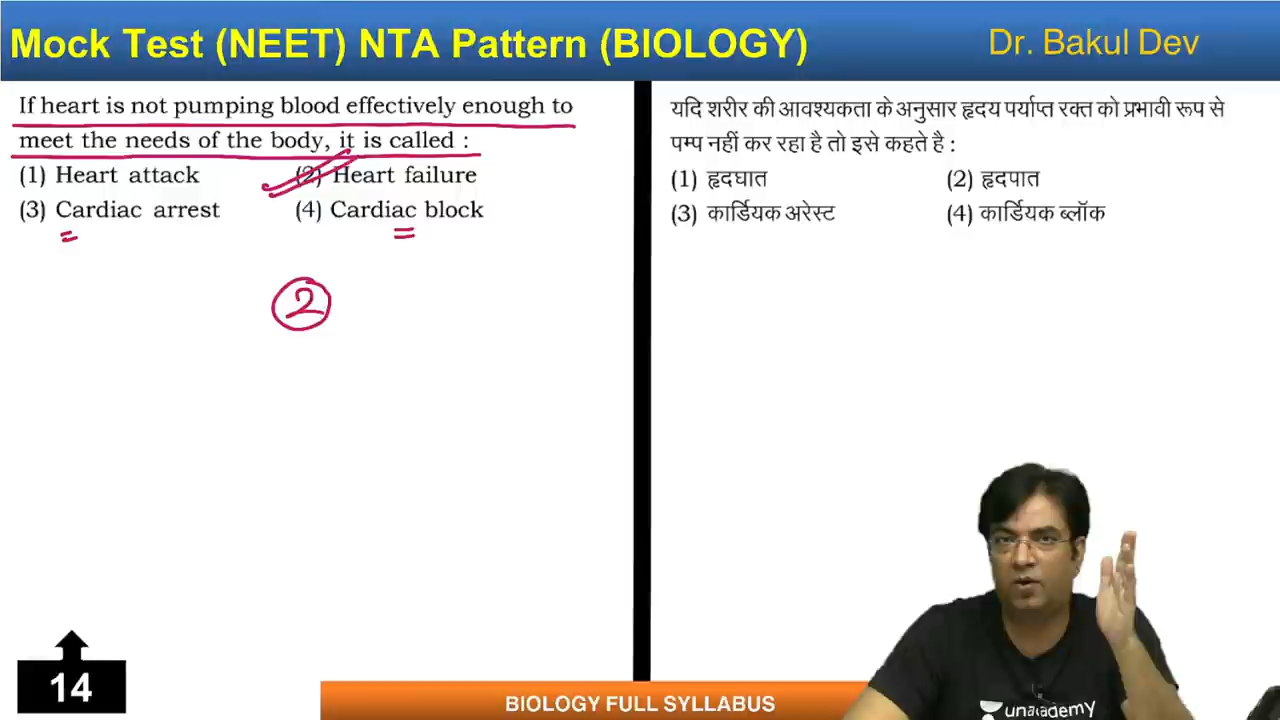 Mock Test (NEET) NTA Pattern (BIOLOGY)
Dr. Bakul Dev
If heart is not pumping blood effectively enough to
meet the needs of the body, it is called :
(1) Heart attack (2) Heart failure
(3) Cardiac arrest (4) Cardiac block
2
यदि शरीर की आवश्यकता के अनुसार हृदय पर्याप्त रक्त को प्रभावी रूप से
पम्प नहीं कर रहा है तो इसे कहते है :
(1) हृदघात (2) हृदपात
(3) कार्डियक अरेस्ट (4) कार्डियक ब्लॉक
14
BIOLOGY FULL SYLLABUS
unacademy